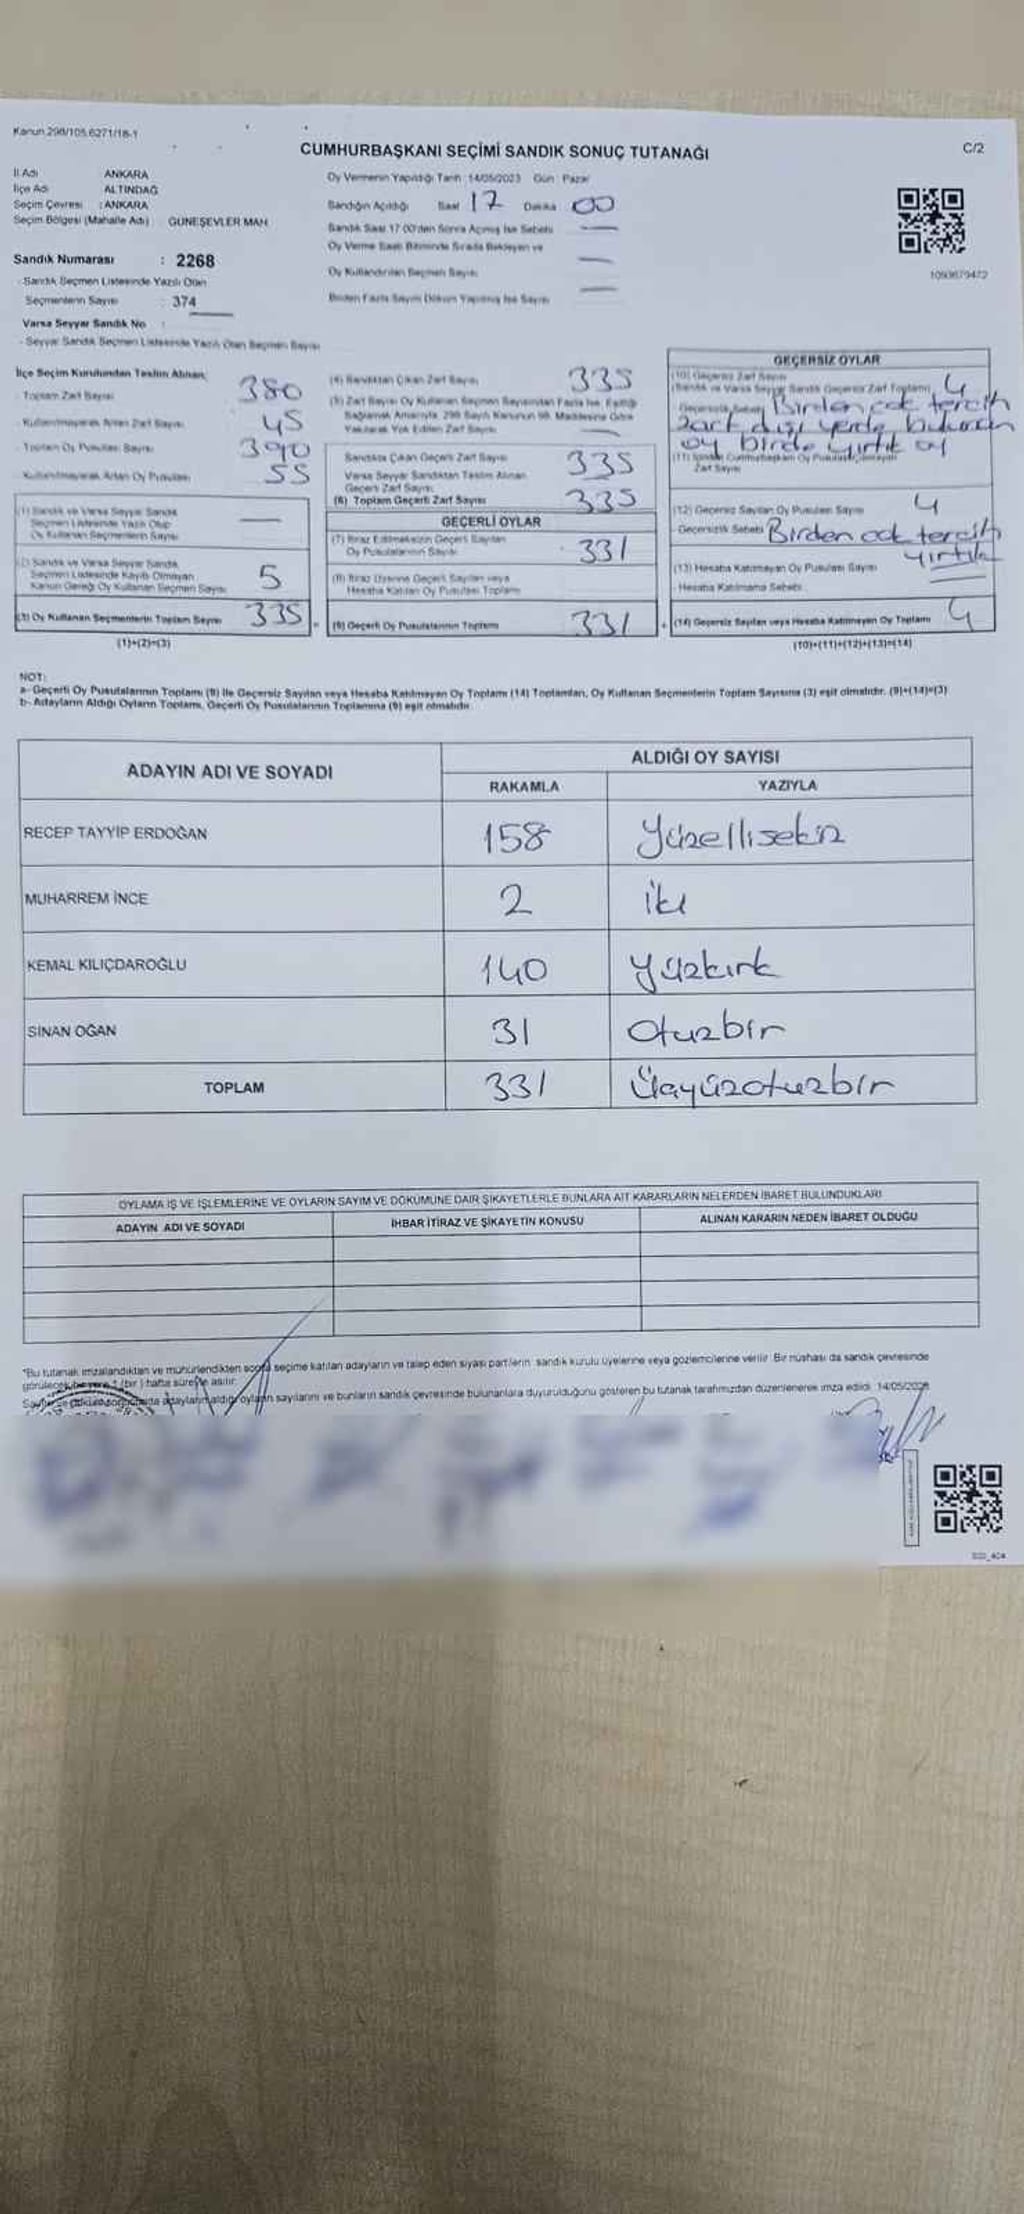 Kanun 298/105,6271/18-1
CUMHURBAŞKANI SEÇİMİ SANDIK SONUÇ TUTANAĞI
C/2
İl Adı ANKARA
İlçe Adı ALTINDAĞ
Seçim Çevresi : ANKARA
Seçim Bölgesi (Mahalle Adı) : GÜNEŞEVLER MAH
Sandık Numarası : 2268
Sandık Seçmen Listesinde Yazılı Olan
Seçmenlerin Sayısı : 374
Varsa Seyyar Sandık No :
- Seyyar Sandık Seçmen Listesinde Yazılı Olan Seçmen Sayısı
Oy Vermenin Yapıldığı Tarih : 14/05/2023 Gün : Pazar
Sandığın Açıldığı Saat 17 Dakika 00
Sandık Saat 17:00'den Sonra Açılmış İse Sebebi
Oy Verme Saati Bitiminde Sırada Bekleyen ve
Oy Kullandırılan Seçmen Sayısı
Birden Fazla Sayım Döküm Yapılmış İse Sayısı
1093679472
İlçe Seçim Kurulundan Teslim Alınan;
- Toplam Zarf Sayısı 380
- Kullanılmayarak Artan Zarf Sayısı 45
- Toplam Oy Pusulası Sayısı 390
- Kullanılmayarak Artan Oy Pusulası 55
(1) Sandık ve Varsa Seyyar Sandık
Seçmen Listesinde Yazılı Olup
Oy Kullanan Seçmenlerin Sayısı —
(2) Sandık ve Varsa Seyyar Sandık
Seçmen Listesinde Kayıtlı Olmayan
Kanun Gereği Oy Kullanan Seçmen Sayısı 5
(3) Oy Kullanan Seçmenlerin Toplam Sayısı 335
(1)+(2)=(3)
(4) Sandıktan Çıkan Zarf Sayısı 335
(5) Zarf Sayısı Oy Kullanan Seçmen Sayısından Fazla İse, Eşitliği
Sağlamak Amacıyla, 298 Sayılı Kanunun 98. Maddesine Göre
Yakılarak Yok Edilen Zarf Sayısı —
Sandıkta Çıkan Geçerli Zarf Sayısı 335
Varsa Seyyar Sandıktan Teslim Alınan
Geçerli Zarf Sayısı
(6) Toplam Geçerli Zarf Sayısı 335
GEÇERLİ OYLAR
(7) İtiraz Edilmeksizin Geçerli Sayılan
Oy Pusulalarının Sayısı 331
(8) İtiraz Üzerine Geçerli Sayılan veya
Hesaba Katılan Oy Pusulası Toplamı
(9) Geçerli Oy Pusulalarının Toplamı 331
GEÇERSİZ OYLAR
(10) Geçersiz Zarf Sayısı
(Sandık ve Varsa Seyyar Sandık Geçersiz Zarf Toplamı) 4
Geçersizlik Sebebi Birden çok tercih
zarf dışı yerde bulunan
oy birde yırtık oy
Zarf Sayısı
(12) Geçersiz Sayılan Oy Pusulası Sayısı 4
Geçersizlik Sebebi Birden çok tercih
yırtık
(13) Hesaba Katılmayan Oy Pusulası Sayısı —
Hesaba Katılmama Sebebi
(14) Geçersiz Sayılan veya Hesaba Katılmayan Oy Toplamı 4
(10)+(11)+(12)+(13)=(14)
NOT:
a- Geçerli Oy Pusulalarının Toplamı (9) ile Geçersiz Sayılan veya Hesaba Katılmayan Oy Toplamı (14) Toplamları, Oy Kullanan Seçmenlerin Toplam Sayısına (3) eşit olmalıdır. (9)+(14)=(3)
b- Adayların Aldığı Oyların Toplamı, Geçerli Oy Pusulalarının Toplamına (9) eşit olmalıdır.
ADAYIN ADI VE SOYADI ALDIĞI OY SAYISI
RAKAMLA YAZIYLA
RECEP TAYYİP ERDOĞAN 158 Yüzellisekiz
MUHARREM İNCE 2 İki
KEMAL KILIÇDAROĞLU 140 Yüzkırk
SİNAN OĞAN 31 Otuzbir
TOPLAM 331 Üçyüzotuzbir
OYLAMA İŞ VE İŞLEMLERİNE VE OYLARIN SAYIM VE DÖKÜMÜNE DAİR ŞİKAYETLERLE BUNLARA AİT KARARLARIN NELERDEN İBARET BULUNDUKLARI
ADAYIN ADI VE SOYADI İHBAR İTİRAZ VE ŞİKAYETİN KONUSU ALINAN KARARIN NEDEN İBARET OLDUĞU
*Bu tutanak imzalandıktan ve mühürlendikten sonra seçime katılan adayların ve talep eden siyasi partilerin sandık kurulu üyelerine veya gözlemcilerine verilir. Bir nüshası da sandık çevresinde
görülecek bir yere 1 (bir) hafta süreyle asılır.
adayların aldığı oyların sayılarını ve bunların sandık çevresinde bulunanlara duyurulduğunu gösteren bu tutanak tarafımızdan düzenlenerek imza edildi. 14/05/2023